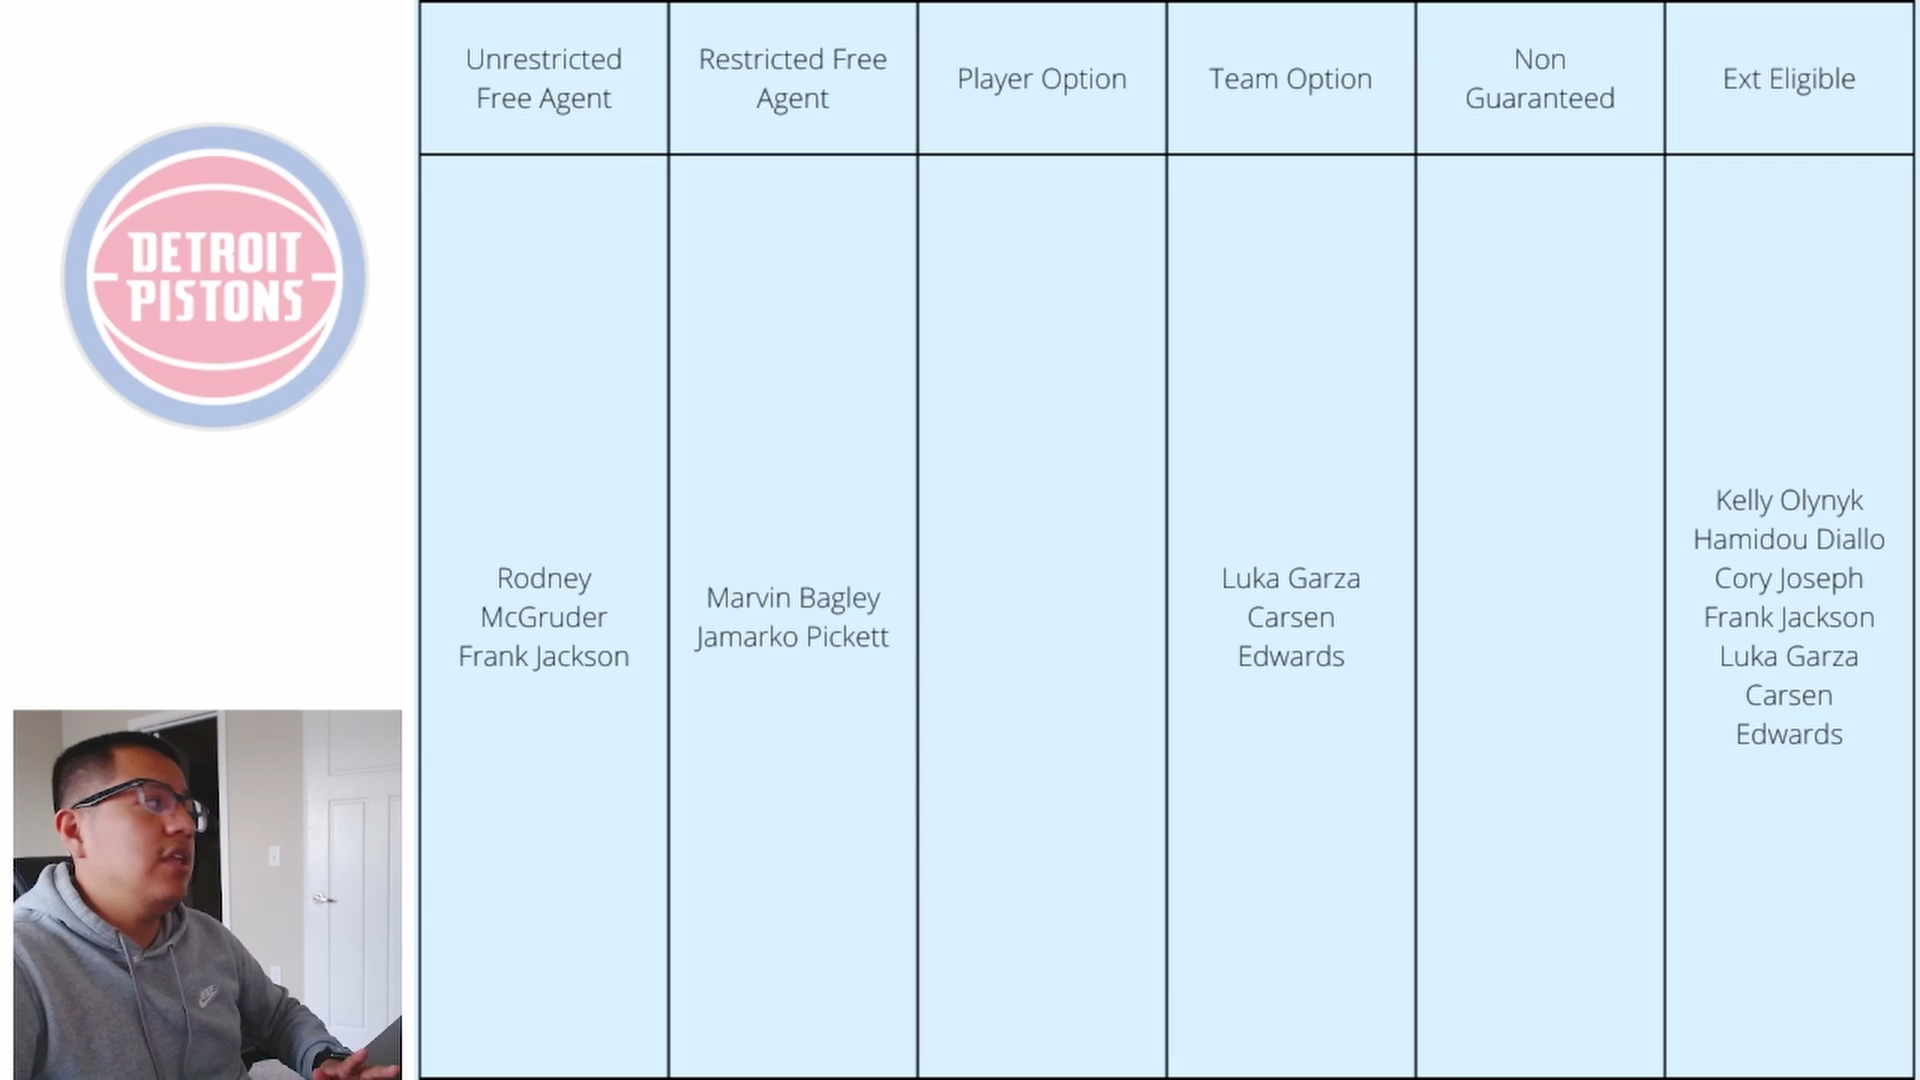 DETROIT
PISTONS
Unrestricted
Free Agent
Restricted Free
Agent
Player Option
Team Option
Non
Guaranteed
Ext Eligible
Rodney
McGruder
Frank Jackson
Marvin Bagley
Jamarko Pickett
Luka Garza
Carsen
Edwards
Kelly Olynyk
Hamidou Diallo
Cory Joseph
Frank Jackson
Luka Garza
Carsen
Edwards